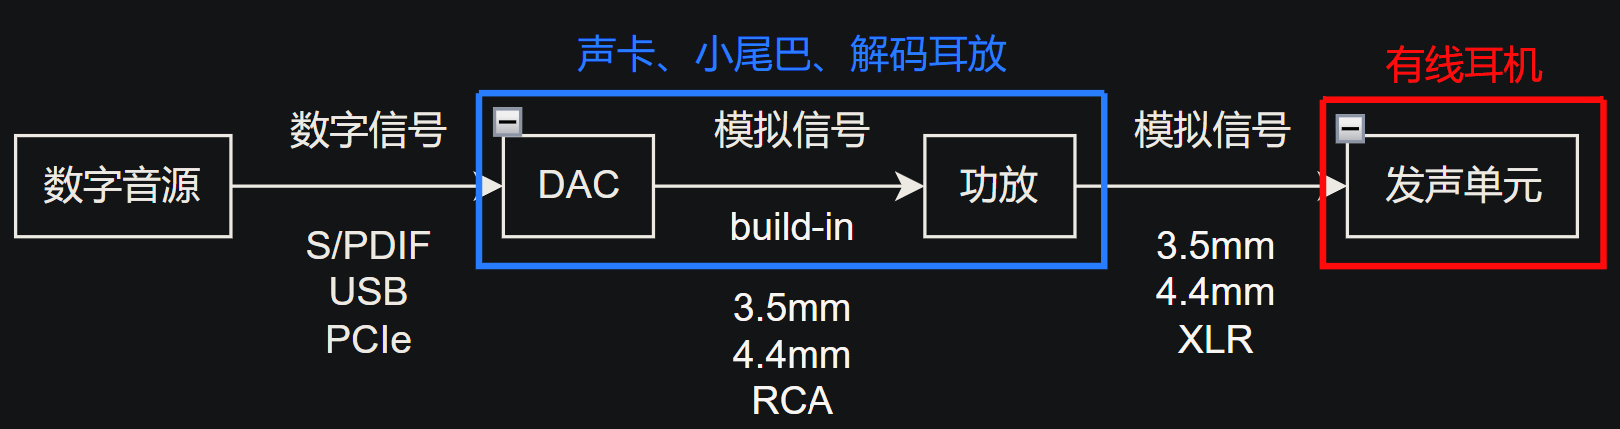 声卡、小尾巴、解码耳放
有线耳机
数字信号
模拟信号
模拟信号
数字音源
DAC
功放
发声单元
S/PDIF
USB
PCIe
build-in
3.5mm
4.4mm
RCA
3.5mm
4.4mm
XLR